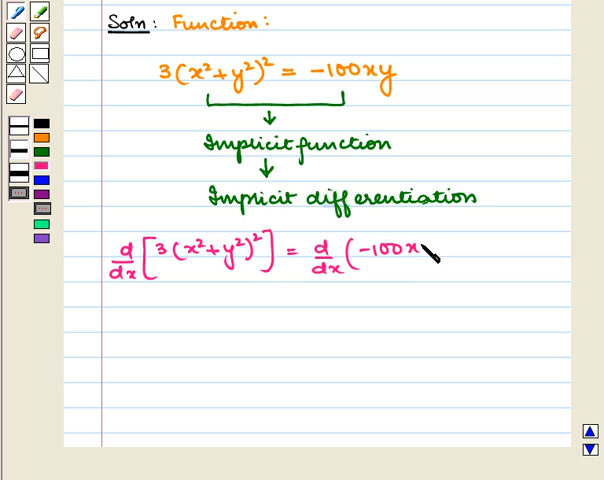 Soln: Function:
3(x²+y²)² = -100xy
Implicit function
Implicit differentiation
d/dx [3(x²+y²)²] = d/dx (-100x